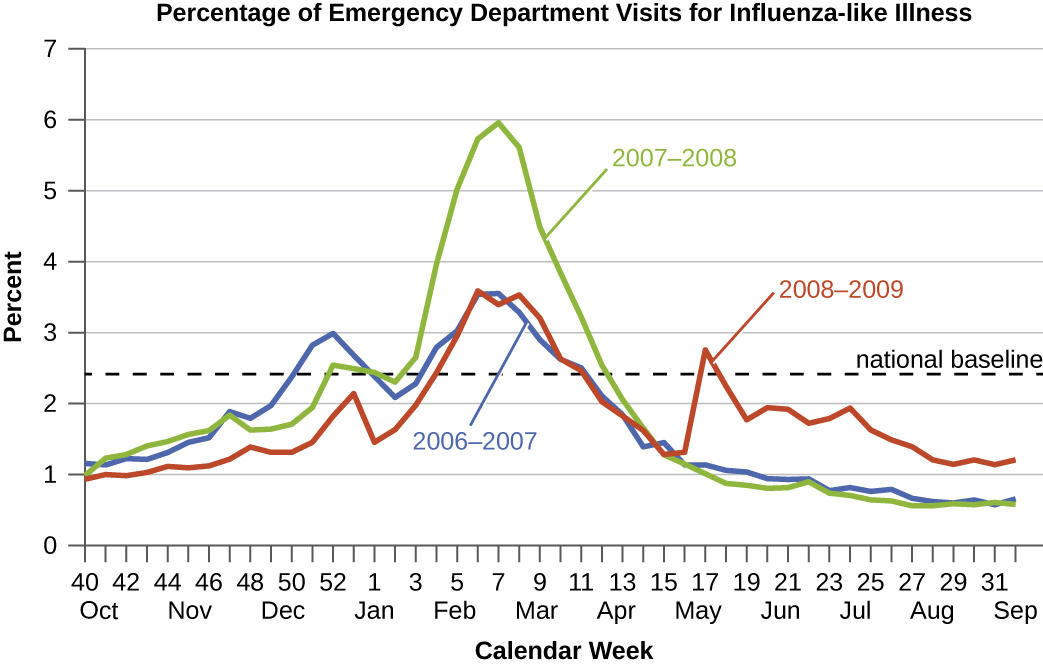 Percentage of Emergency Department Visits for Influenza-like Illness
7
6
5
4
3
2
1
0
Percent
2007–2008
2008–2009
national baseline
2006–2007
40 42 44 46 48 50 52 1 3 5 7 9 11 13 15 17 19 21 23 25 27 29 31
Oct Nov Dec Jan Feb Mar Apr May Jun Jul Aug Sep
Calendar Week